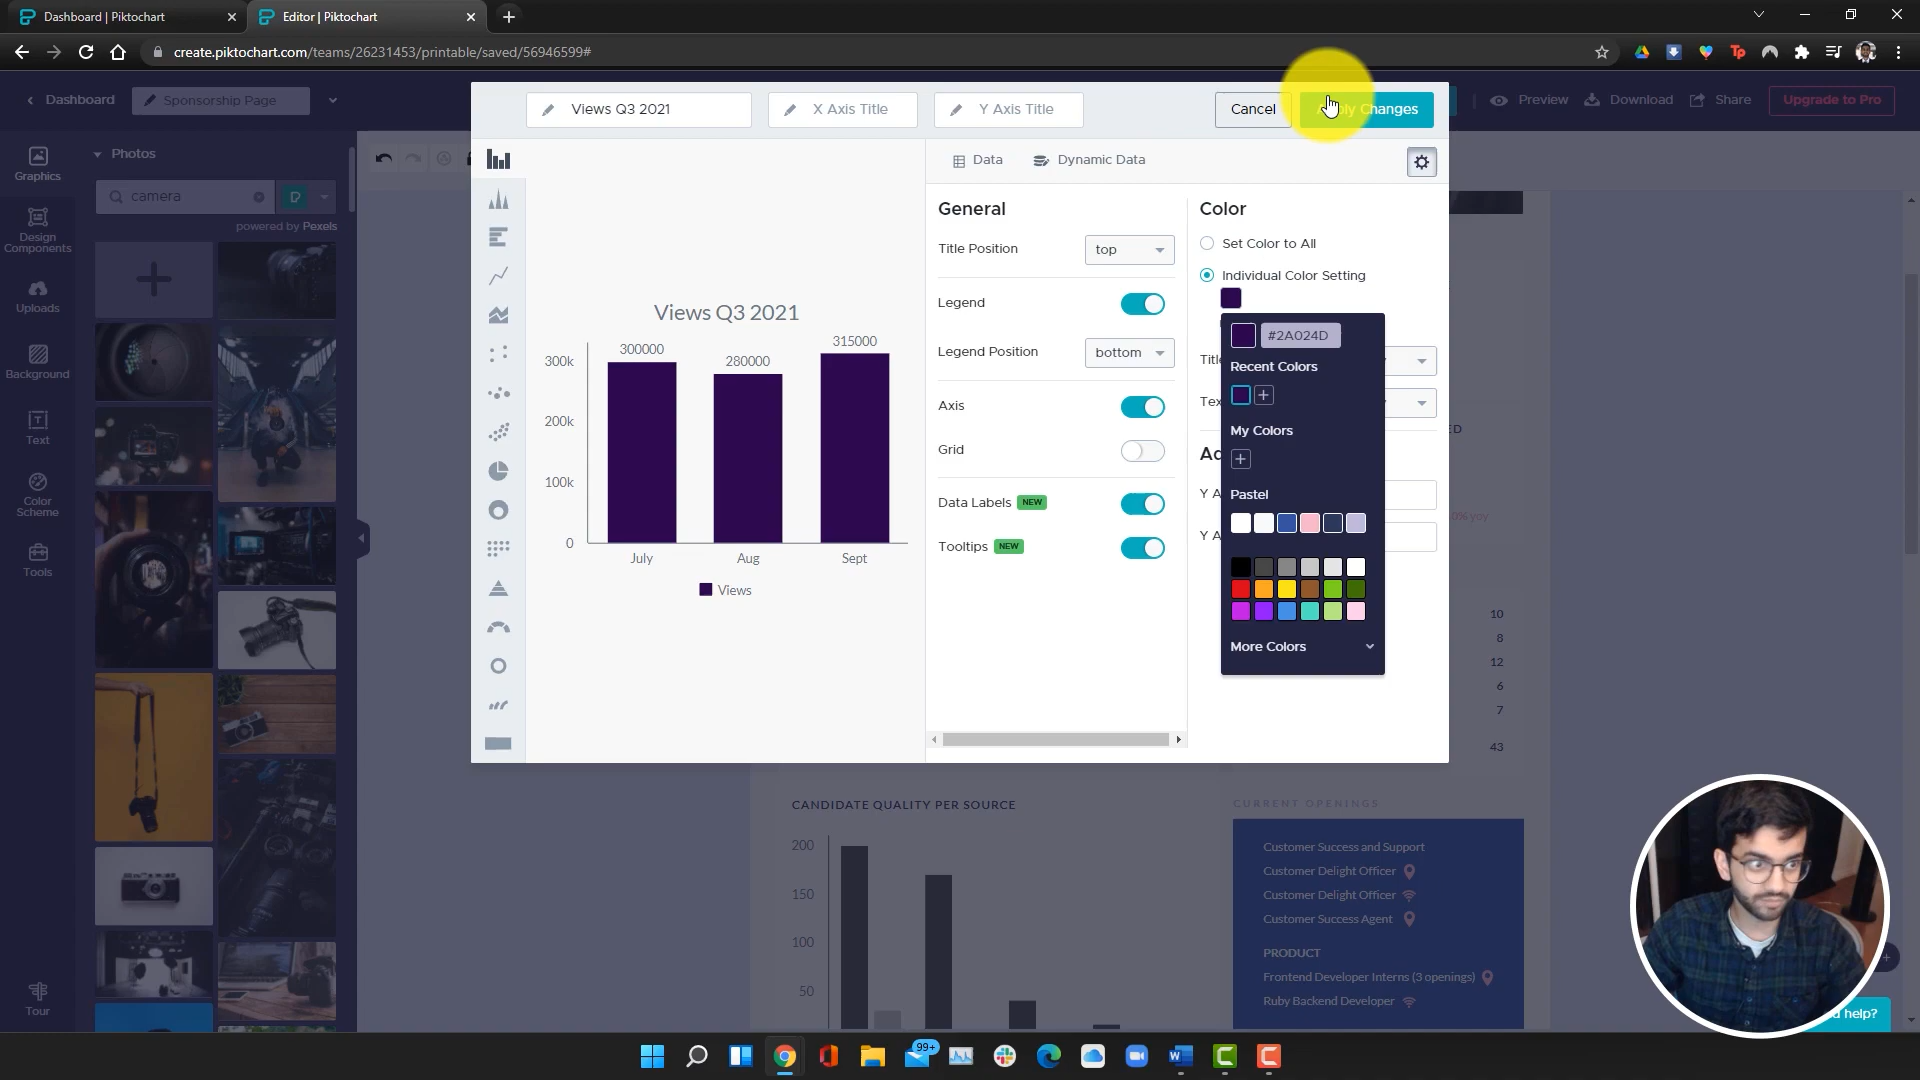 Dashboard | Piktochart
Editor | Piktochart
create.piktochart.com/teams/26231453/printable/saved/56946599#
Dashboard
Sponsorship Page
Views Q3 2021
X Axis Title
Y Axis Title
Cancel
Changes
Preview
Download
Share
Upgrade to Pro
Graphics
Design Components
Uploads
Background
Text
Color Scheme
Tools
Tour
Photos
camera
powered by Pexels
Data
Dynamic Data
General
Title Position
top
Legend
Legend Position
bottom
Axis
Grid
Data Labels NEW
Tooltips NEW
Color
Set Color to All
Individual Color Setting
#2A024D
Recent Colors
My Colors
Pastel
More Colors
Y A
Y A
Views Q3 2021
300k
200k
100k
0
300000
280000
315000
July
Aug
Sept
Views
ED
0% yoy
10
8
12
6
7
43
CANDIDATE QUALITY PER SOURCE
200
150
100
50
CURRENT OPENINGS
Customer Success and Support
Customer Delight Officer
Customer Delight Officer
Customer Success Agent
PRODUCT
Frontend Developer Interns (3 openings)
Ruby Backend Developer
help?
99+